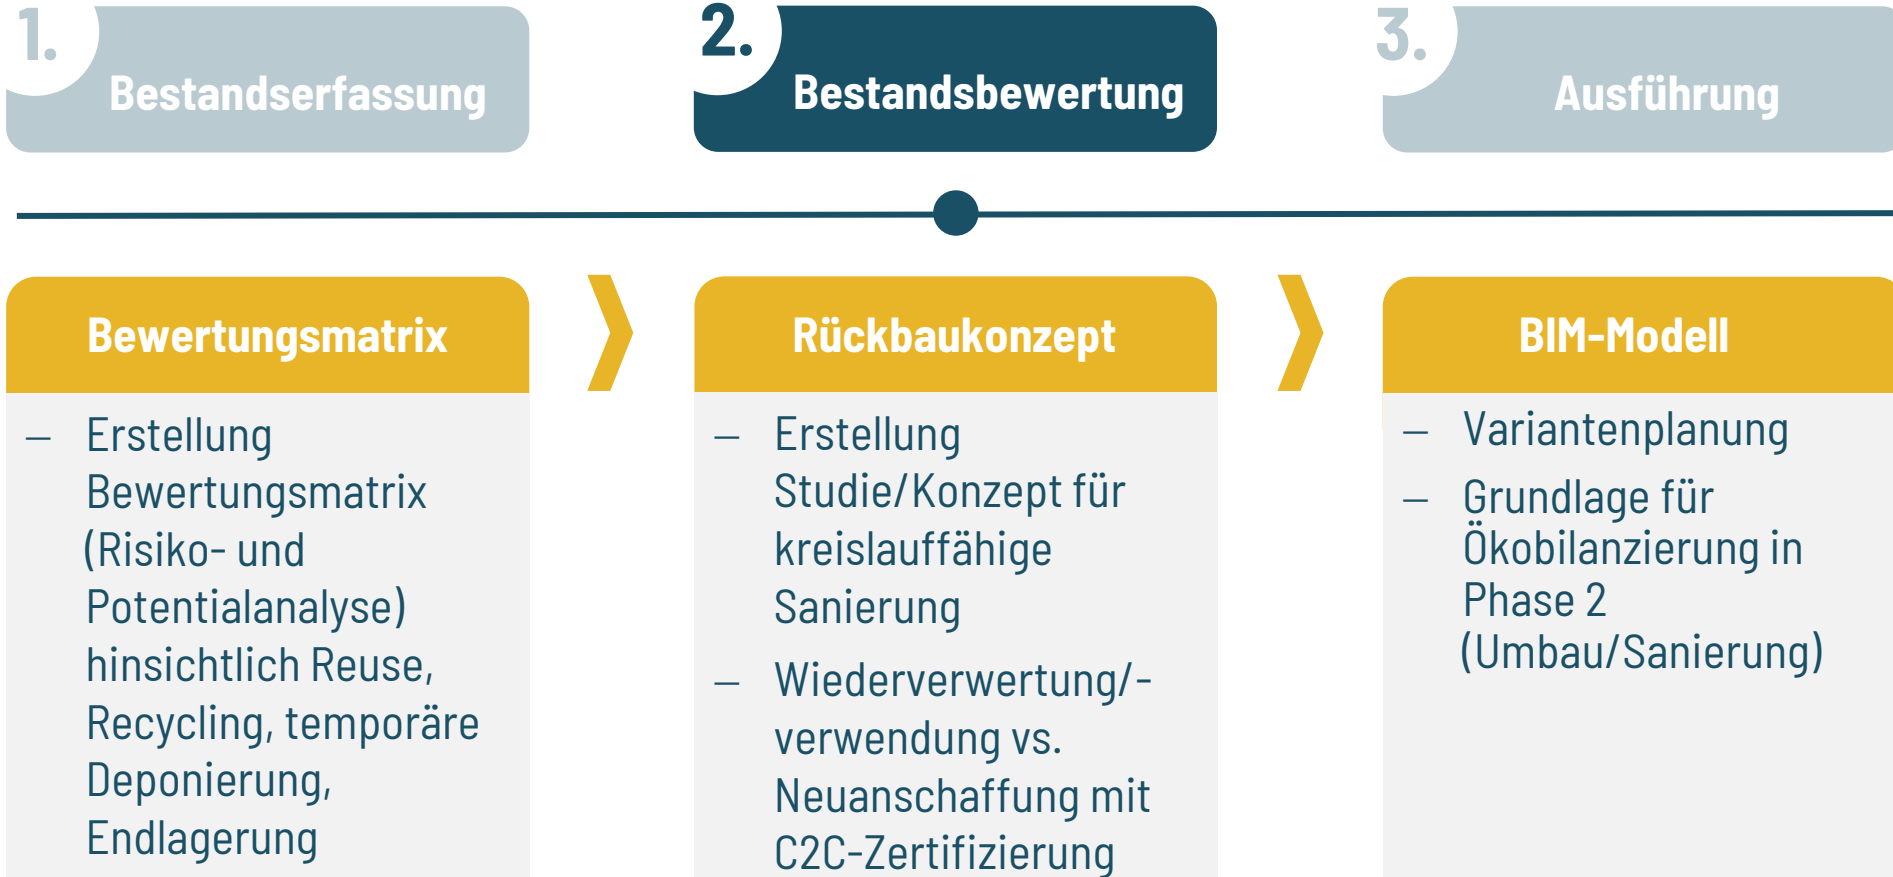 1.
Bestandserfassung
2.
Bestandsbewertung
3.
Ausführung
Bewertungsmatrix
– Erstellung
Bewertungsmatrix
(Risiko- und
Potentialanalyse)
hinsichtlich Reuse,
Recycling, temporäre
Deponierung,
Endlagerung
Rückbaukonzept
– Erstellung
Studie/Konzept für
kreislauffähige
Sanierung
– Wiederverwertung/-
verwendung vs.
Neuanschaffung mit
C2C-Zertifizierung
BIM-Modell
– Variantenplanung
– Grundlage für
Ökobilanzierung in
Phase 2
(Umbau/Sanierung)